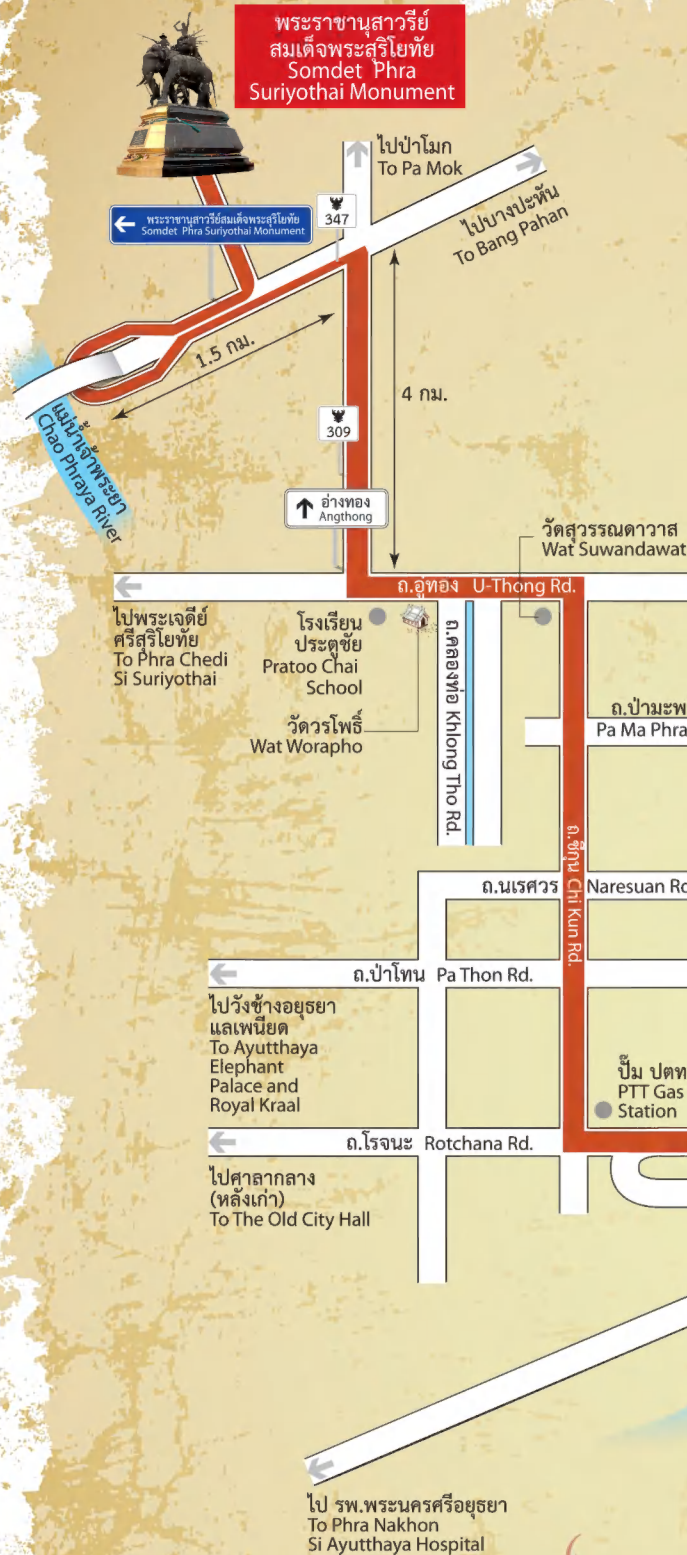 พระราชานุสาวรีย์
สมเด็จพระสุริโยทัย
Somdet Phra
Suriyothai Monument
ไปป่าโมก
To Pa Mok
347
พระราชานุสาวรีย์สมเด็จพระสุริโยทัย
Somdet Phra Suriyothai Monument
ไปบางปะหัน
To Bang Pahan
1.5 กม.
4 กม.
309
แม่น้ำเจ้าพระยา
Chao Phraya River
อ่างทอง
Angthong
วัดสุวรรณดาวาส
Wat Suwandawat
ถ.อู่ทอง U-Thong Rd.
ไปพระเจดีย์
ศรีสุริโยทัย
To Phra Chedi
Si Suriyothai
โรงเรียน
ประตูชัย
Pratoo Chai
School
วัดวรโพธิ์
Wat Worapho
ถ.คลองท่อ Khlong Tho Rd.
ถ.ป่ามะพ
Pa Ma Phra
ถ.ชีกุน Chi Kun Rd.
ถ.นเรศวร Naresuan Rd
ถ.ป่าโทน Pa Thon Rd.
ไปวังช้างอยุธยา
แลเพนียด
To Ayutthaya
Elephant
Palace and
Royal Kraal
ปั๊ม ปตท
PTT Gas
Station
ถ.โรจนะ Rotchana Rd.
ไปศาลากลาง
(หลังเก่า)
To The Old City Hall
ไป รพ.พระนครศรีอยุธยา
To Phra Nakhon
Si Ayutthaya Hospital